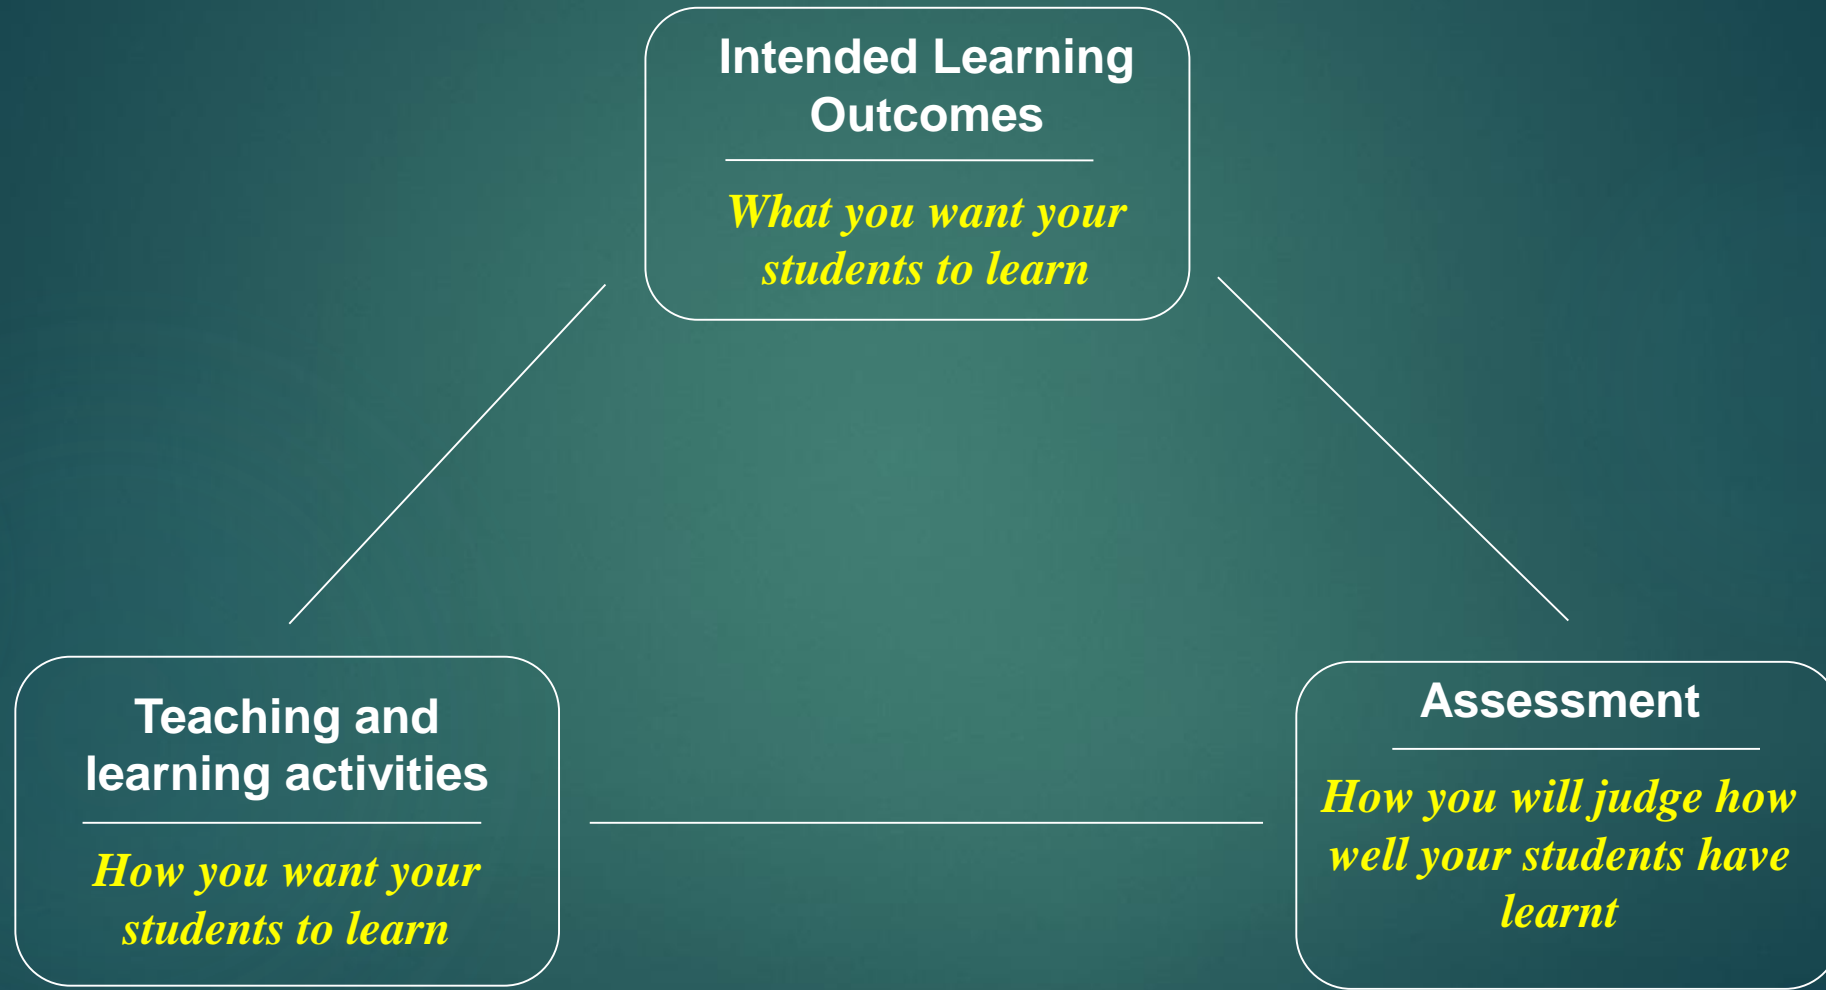 Intended Learning
Outcomes
What you want your
students to learn
Teaching and
learning activities
How you want your
students to learn
Assessment
How you will judge how
well your students have
learnt